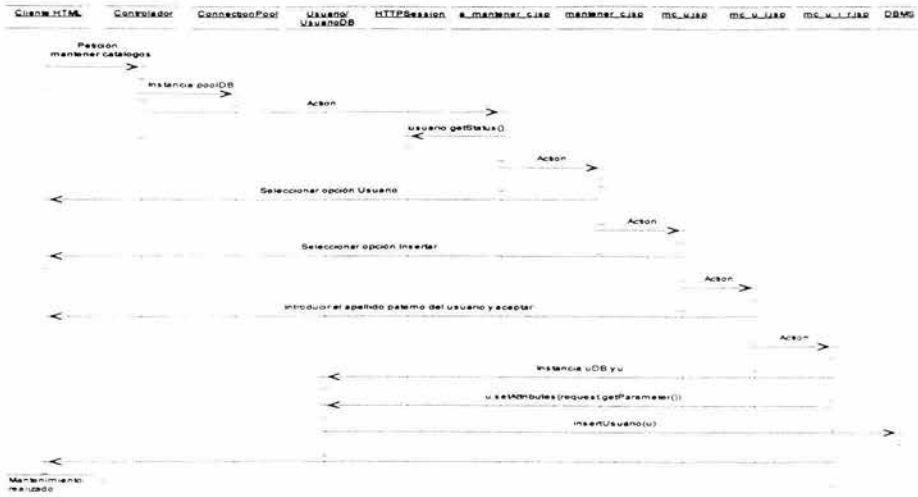 Cliente HTML Controlador ConnectionPool Usuario/ HTTPSession a_mantener_c.jsp mantener_c.jsp mc_u.jsp mc_u_i.jsp mc_u_i_r.jsp DBMS
UsuarioDB
Petición
mantener catálogos
Instancia poolDB
Action
usuario.getStatus()
Action
Seleccionar opción Usuario
Action
Seleccionar opción Insertar
Action
Introducir el apellido paterno del usuario y aceptar
Action
Instancia uDB y u
u.setAttributes(request.getParameter())
insertUsuario(u)
Mantenimiento
realizado